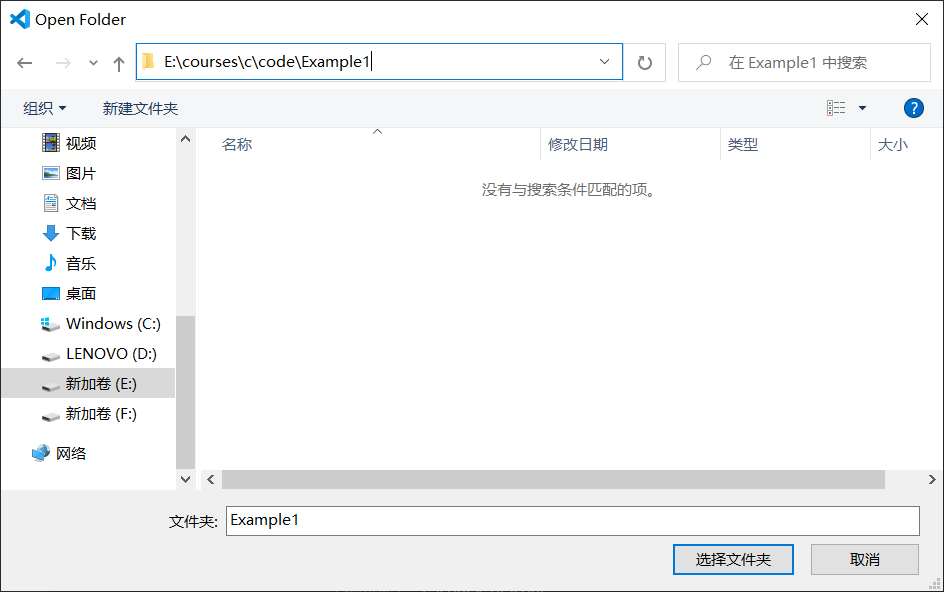 Open Folder
E:\courses\c\code\Example1
在 Example1 中搜索
组织
新建文件夹
?
视频
图片
文档
下载
音乐
桌面
Windows (C:)
LENOVO (D:)
新加卷 (E:)
新加卷 (F:)
网络
名称
修改日期
类型
大小
没有与搜索条件匹配的项。
文件夹:
Example1
选择文件夹
取消